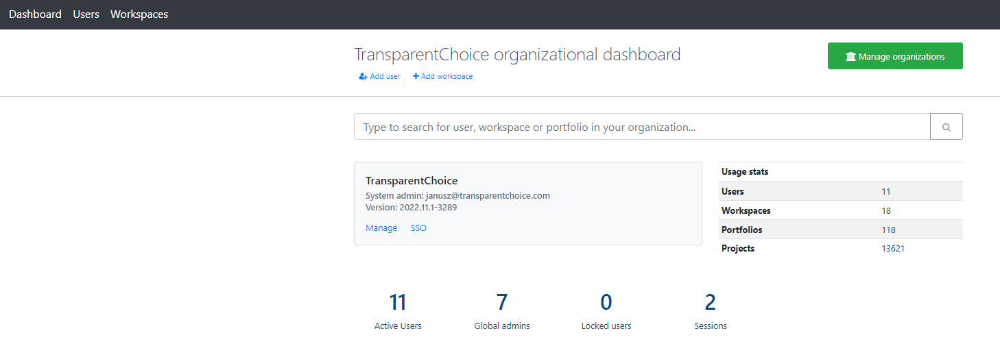 Dashboard Users Workspaces
TransparentChoice organizational dashboard
Manage organizations
Add user Add workspace
Type to search for user, workspace or portfolio in your organization...
TransparentChoice
System admin: janusz@transparentchoice.com
Version: 2022.11.1-3289
Manage SSO
Usage stats
Users 11
Workspaces 18
Portfolios 118
Projects 13621
11 7 0 2
Active Users Global admins Locked users Sessions